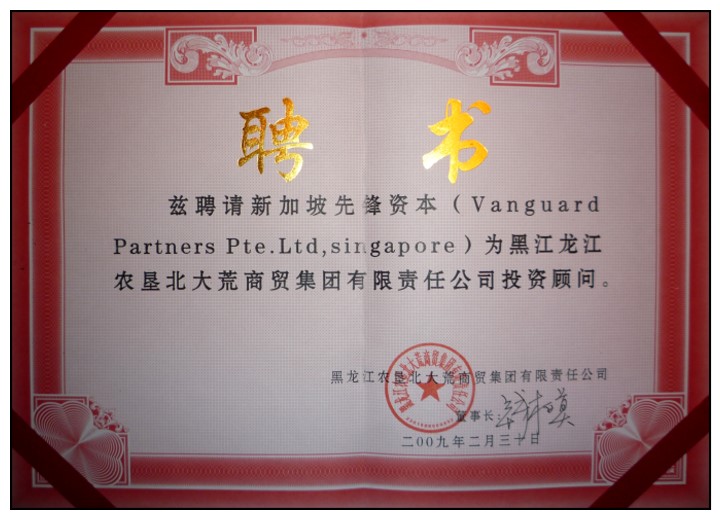 聘 书
兹聘请新加坡先锋资本（Vanguard
Partners Pte.Ltd,singapore）为黑江龙江
农垦北大荒商贸集团有限责任公司投资顾问。
黑龙江农垦北大荒商贸集团有限责任公司
董事长
二00九年二月三十日